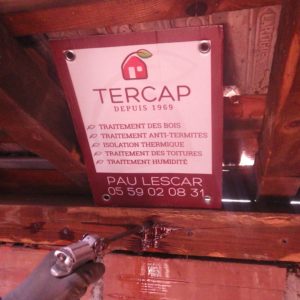 TERCAP
DEPUIS 1969
TRAITEMENT DES BOIS
TRAITEMENT ANTI-TERMITES
ISOLATION THERMIQUE
TRAITEMENT DES TOITURES
TRAITEMENT HUMIDITÉ
PAU LESCAR
05 59 02 08 31